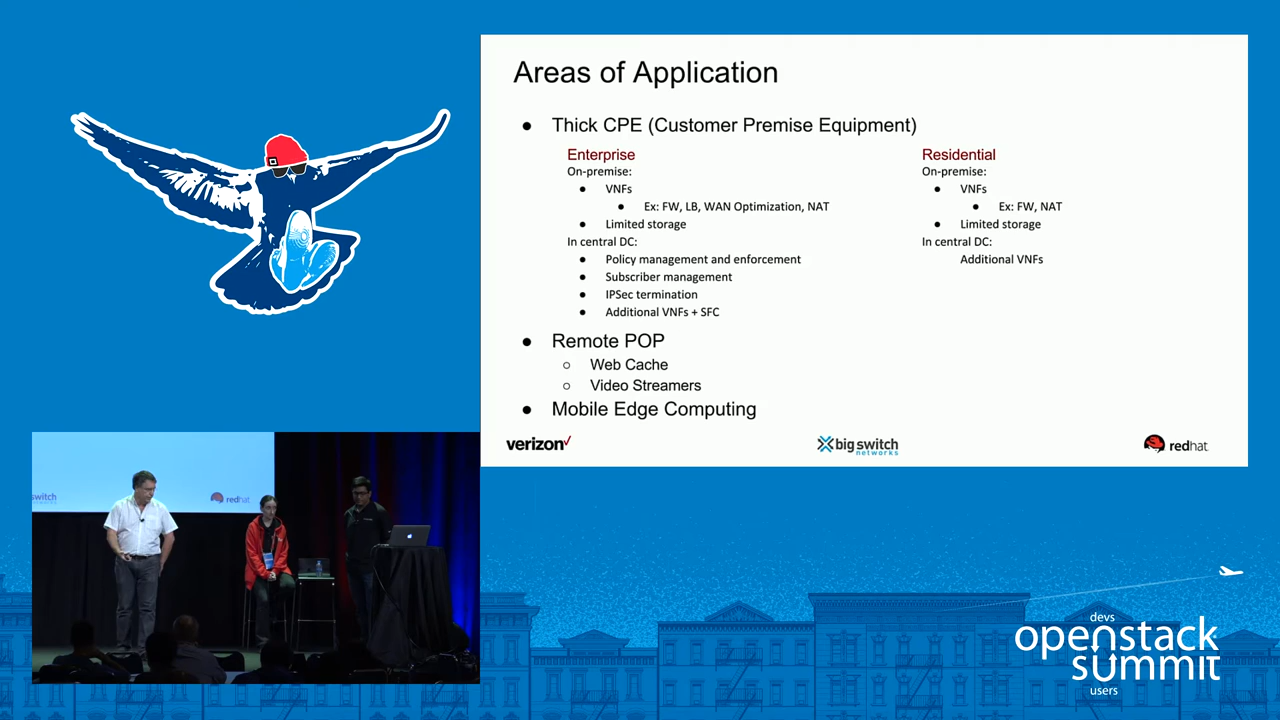 Areas of Application
● Thick CPE (Customer Premise Equipment)
Enterprise
On-premise:
● VNFs
● Ex: FW, LB, WAN Optimization, NAT
● Limited storage
In central DC:
● Policy management and enforcement
● Subscriber management
● IPSec termination
● Additional VNFs + SFC
Residential
On-premise:
● VNFs
● Ex: FW, NAT
● Limited storage
In central DC:
Additional VNFs
● Remote POP
○ Web Cache
○ Video Streamers
● Mobile Edge Computing
verizon
big switch
networks
redhat
switch
redhat
devs
openstack
summit
users